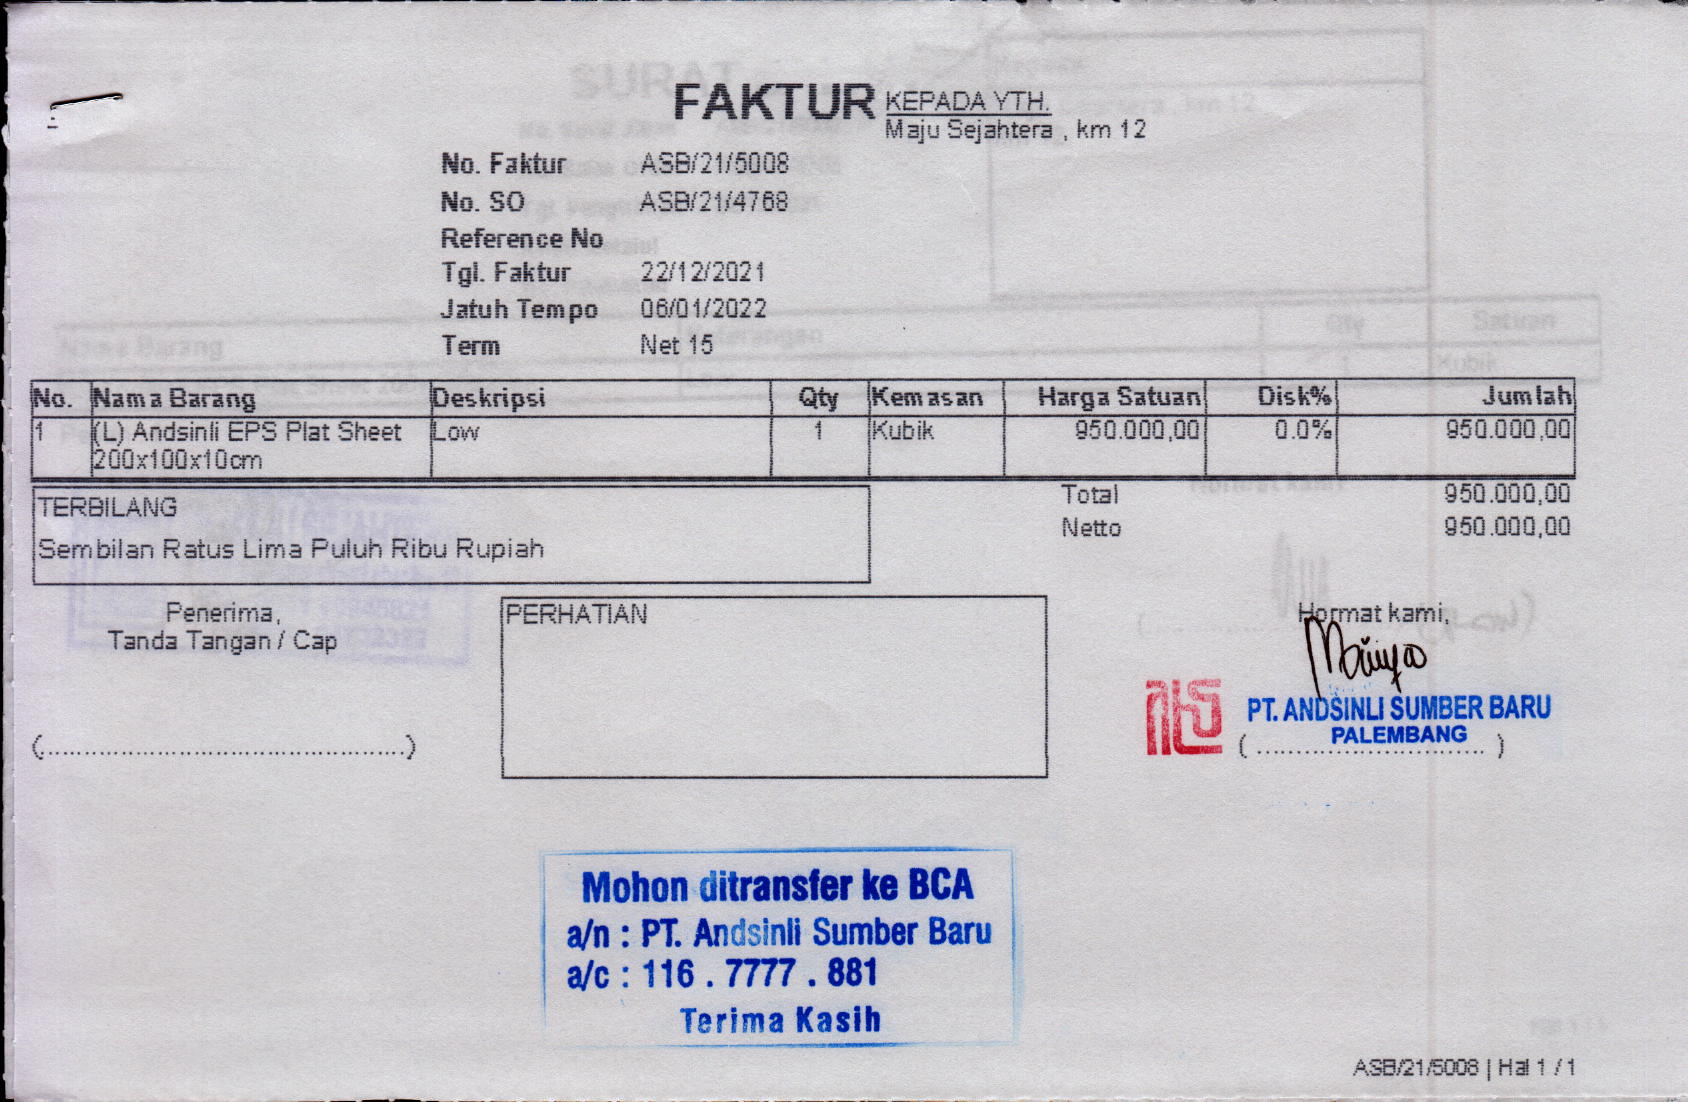 FAKTUR
KEPADA YTH.
Maju Sejahtera , km 12
No. Faktur ASB/21/5008
No. SO ASB/21/4768
Reference No
Tgl. Faktur 22/12/2021
Jatuh Tempo 06/01/2022
Term Net 15
No. Nama Barang Deskripsi Qty Kemasan Harga Satuan Disk% Jumlah
1 (L) Andsinli EPS Plat Sheet Low 1 Kubik 950.000,00 0.0% 950.000,00
200x100x10cm
TERBILANG
Sembilan Ratus Lima Puluh Ribu Rupiah
Total 950.000,00
Netto 950.000,00
Penerima,
Tanda Tangan / Cap
(..............................................)
PERHATIAN
Hormat kami,
PT. ANDSINLI SUMBER BARU
PALEMBANG
( ............................. )
Mohon ditransfer ke BCA
a/n : PT. Andsinli Sumber Baru
a/c : 116 . 7777 . 881
Terima Kasih
ASB/21/5008 | Hal 1 / 1